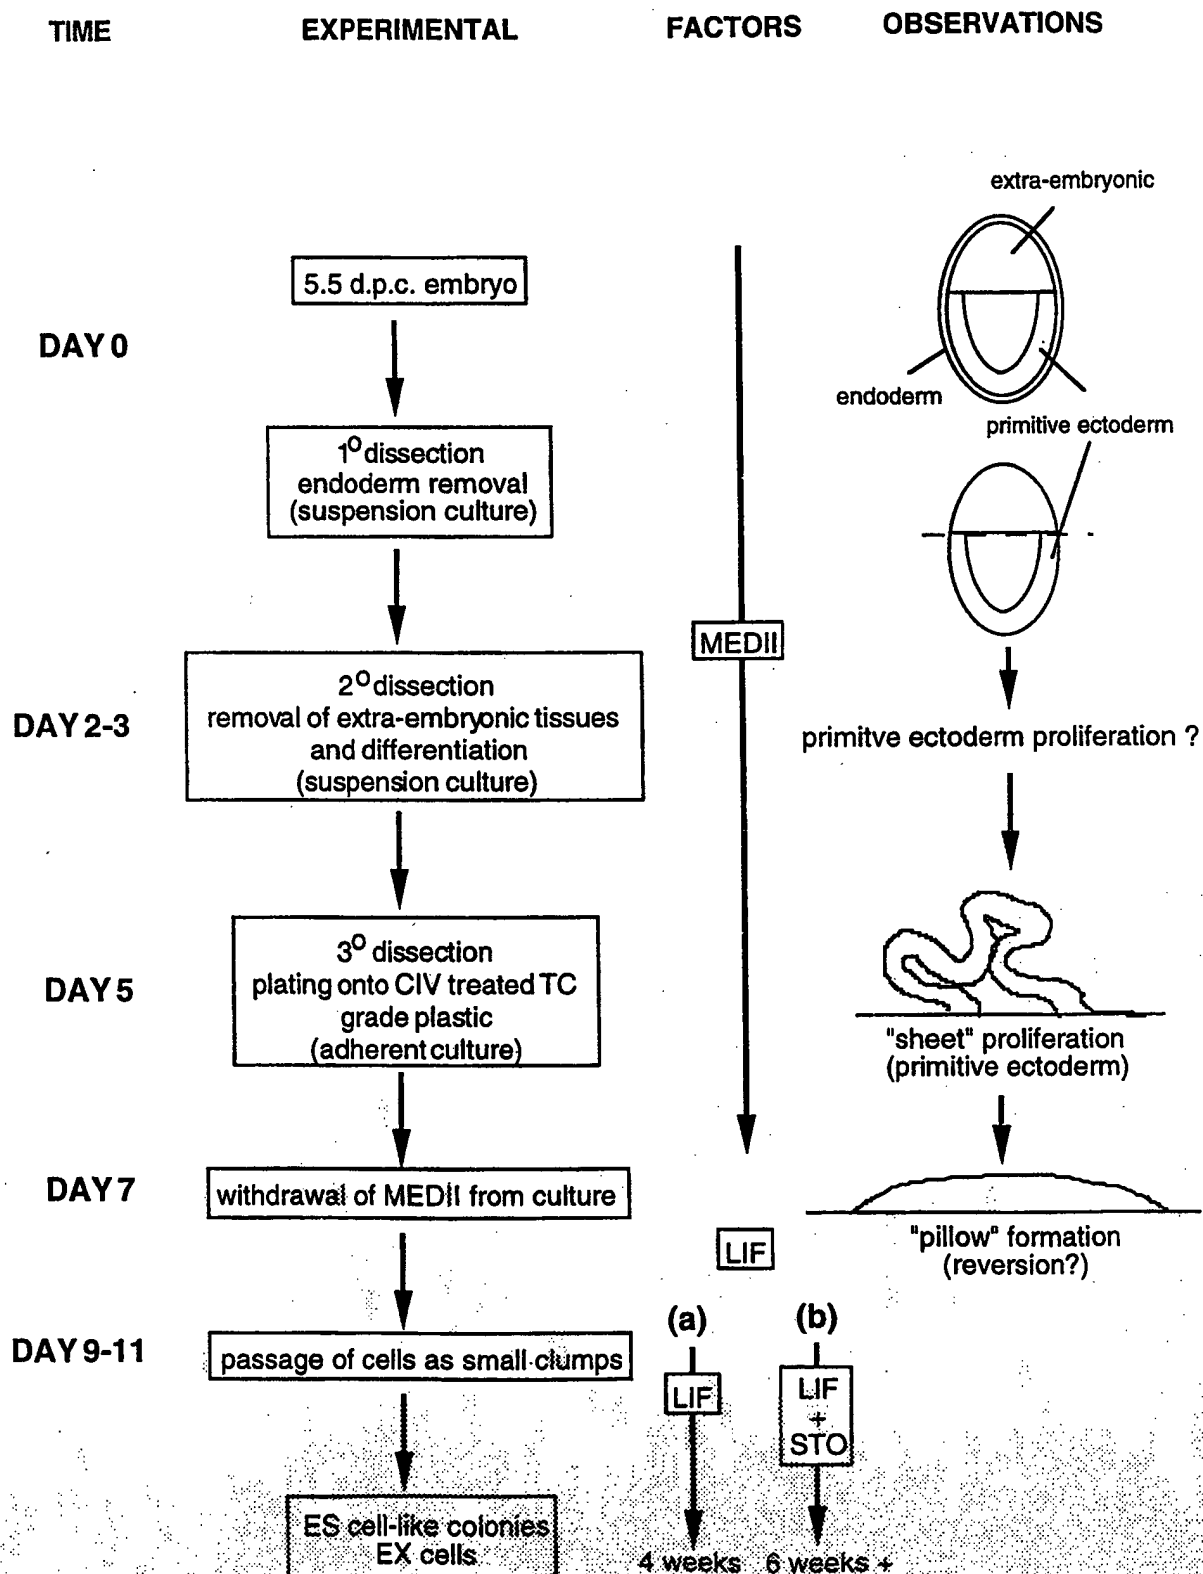 TIME EXPERIMENTAL FACTORS OBSERVATIONS
extra-embryonic
5.5 d.p.c. embryo
DAY 0
endoderm
primitive ectoderm
1° dissection
endoderm removal
(suspension culture)
MEDII
2° dissection
removal of extra-embryonic tissues
and differentiation
(suspension culture)
DAY 2-3
primitve ectoderm proliferation ?
3° dissection
plating onto CIV treated TC
grade plastic
(adherent culture)
DAY 5
"sheet" proliferation
(primitive ectoderm)
DAY 7
withdrawal of MEDII from culture
"pillow" formation
(reversion?)
LIF
(a) (b)
DAY 9-11
passage of cells as small clumps
LIF
LIF
+
STO
ES cell-like colonies
EX cells
4 weeks 6 weeks +